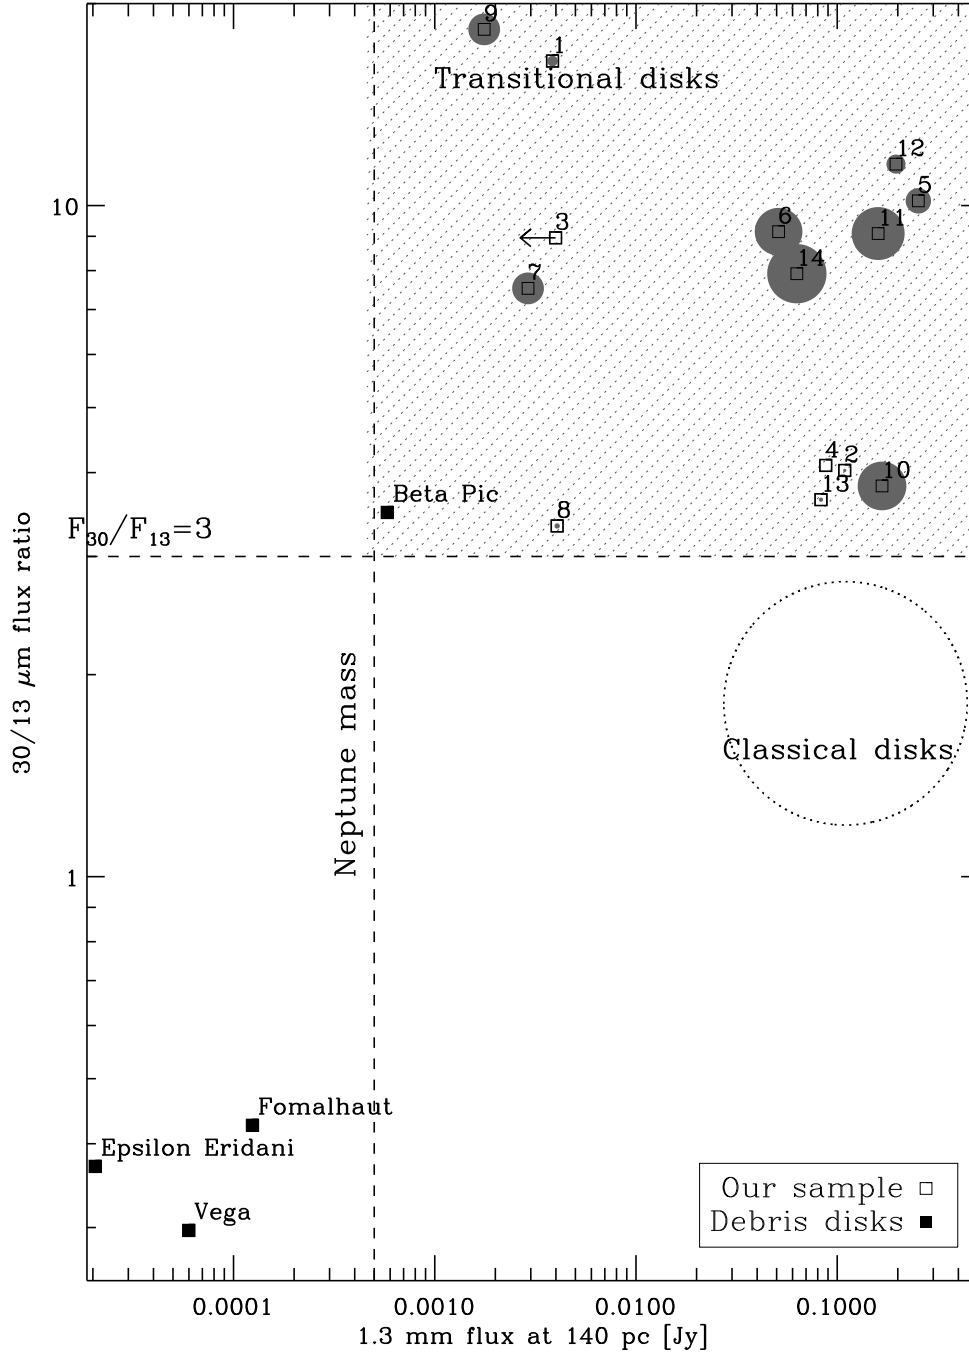 9
1
Transitional disks
12
5
10
6
11
3
14
7
4
2
10
13
Beta Pic
8
F30/F13=3
30/13 μm flux ratio
Neptune mass
Classical disks
1
Fomalhaut
Epsilon Eridani
Vega
Our sample
Debris disks
0.0001
0.0010
0.0100
0.1000
1.3 mm flux at 140 pc [Jy]